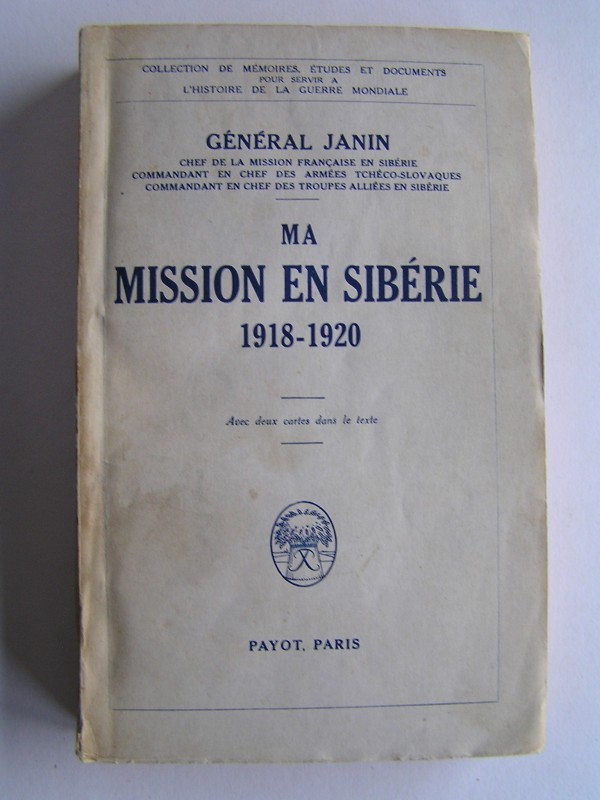 COLLECTION DE MÉMOIRES, ÉTUDES ET DOCUMENTS
POUR SERVIR A
L'HISTOIRE DE LA GUERRE MONDIALE
GÉNÉRAL JANIN
CHEF DE LA MISSION FRANÇAISE EN SIBÉRIE
COMMANDANT EN CHEF DES ARMÉES TCHÉCO-SLOVAQUES
COMMANDANT EN CHEF DES TROUPES ALLIÉES EN SIBÉRIE
MA
MISSION EN SIBÉRIE
1918-1920
Avec deux cartes dans le texte
PAYOT, PARIS